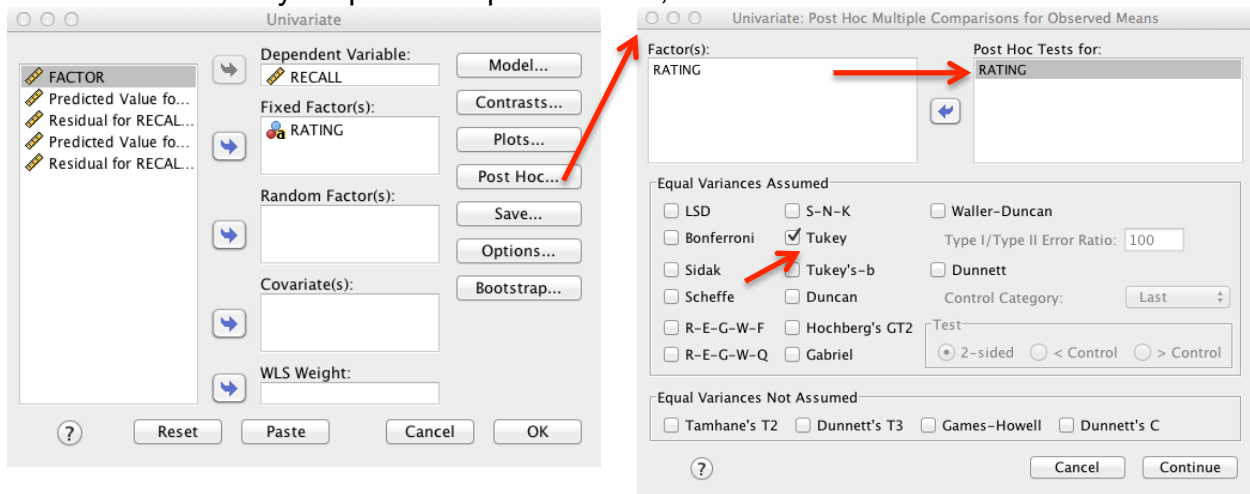 Univariate
FACTOR
Predicted Value fo...
Residual for RECAL...
Predicted Value fo...
Residual for RECAL...
Dependent Variable:
RECALL
Fixed Factor(s):
a RATING
Random Factor(s):
Covariate(s):
WLS Weight:
Model...
Contrasts...
Plots...
Post Hoc...
Save...
Options...
Bootstrap...
? Reset Paste Cancel OK
Univariate: Post Hoc Multiple Comparisons for Observed Means
Factor(s):
RATING
Post Hoc Tests for:
RATING
Equal Variances Assumed
LSD S-N-K Waller-Duncan
Bonferroni Tukey Type I/Type II Error Ratio: 100
Sidak Tukey's-b Dunnett
Scheffe Duncan Control Category: Last
R-E-G-W-F Hochberg's GT2 Test
R-E-G-W-Q Gabriel 2-sided < Control > Control
Equal Variances Not Assumed
Tamhane's T2 Dunnett's T3 Games-Howell Dunnett's C
? Cancel Continue